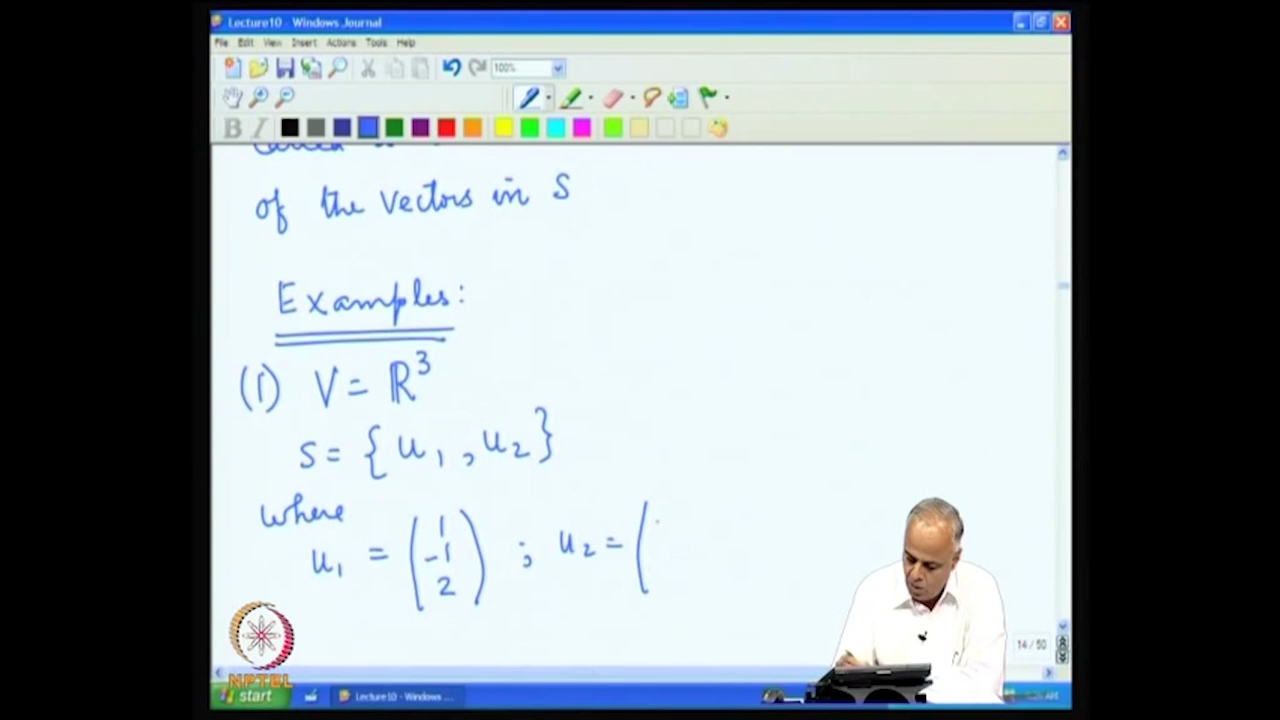 Lecture10 - Windows Journal
File Edit View Insert Actions Tools Help
100%
B I
of the vectors in S
Examples:
(1) V = ℝ³
S = {u₁, u₂}
where
u₁ = (1 -1 2) ; u₂ = (
14 / 50
NPTEL
start Lecture10 - Windows ...